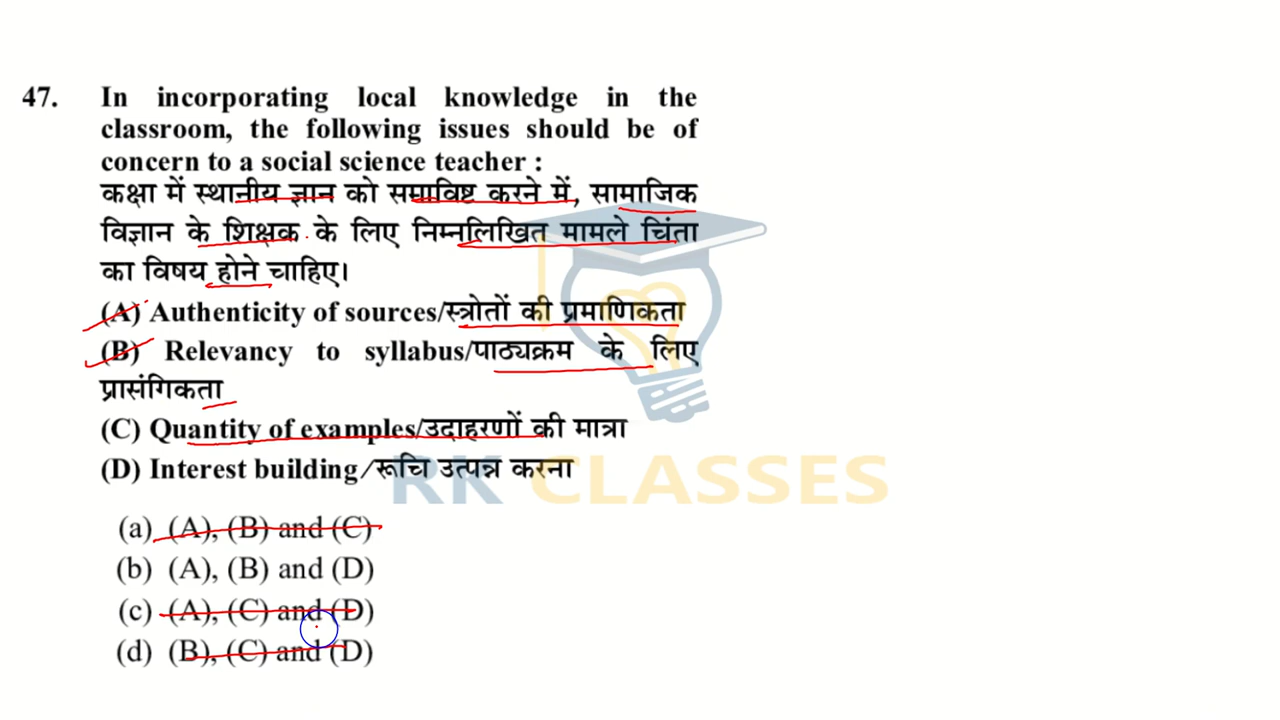 47. In incorporating local knowledge in the
classroom, the following issues should be of
concern to a social science teacher :
कक्षा में स्थानीय ज्ञान को समाविष्ट करने में, सामाजिक
विज्ञान के शिक्षक के लिए निम्नलिखित मामले चिंता
का विषय होने चाहिए।
(A) Authenticity of sources/स्त्रोतों की प्रमाणिकता
(B) Relevancy to syllabus/पाठ्यक्रम के लिए
प्रासंगिकता
(C) Quantity of examples/उदाहरणों की मात्रा
(D) Interest building/रूचि उत्पन्न करना
RK CLASSES
(a) (A), (B) and (C)
(b) (A), (B) and (D)
(c) (A), (C) and (D)
(d) (B), (C) and (D)